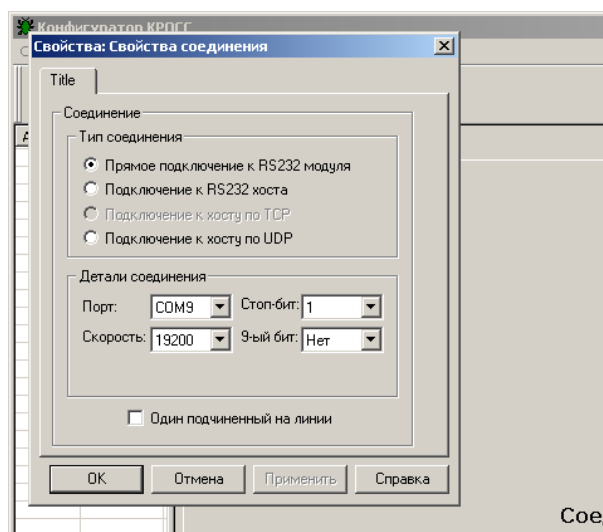 Конфигуратор КРОСС
Свойства: Свойства соединения
Title
Соединение
Тип соединения
Прямое подключение к RS232 модуля
Подключение к RS232 хоста
Подключение к хосту по TCP
Подключение к хосту по UDP
Детали соединения
Порт: COM9 Стоп-бит: 1
Скорость: 19200 9-ый бит: Нет
Один подчиненный на линии
OK Отмена Применить Справка
Сое